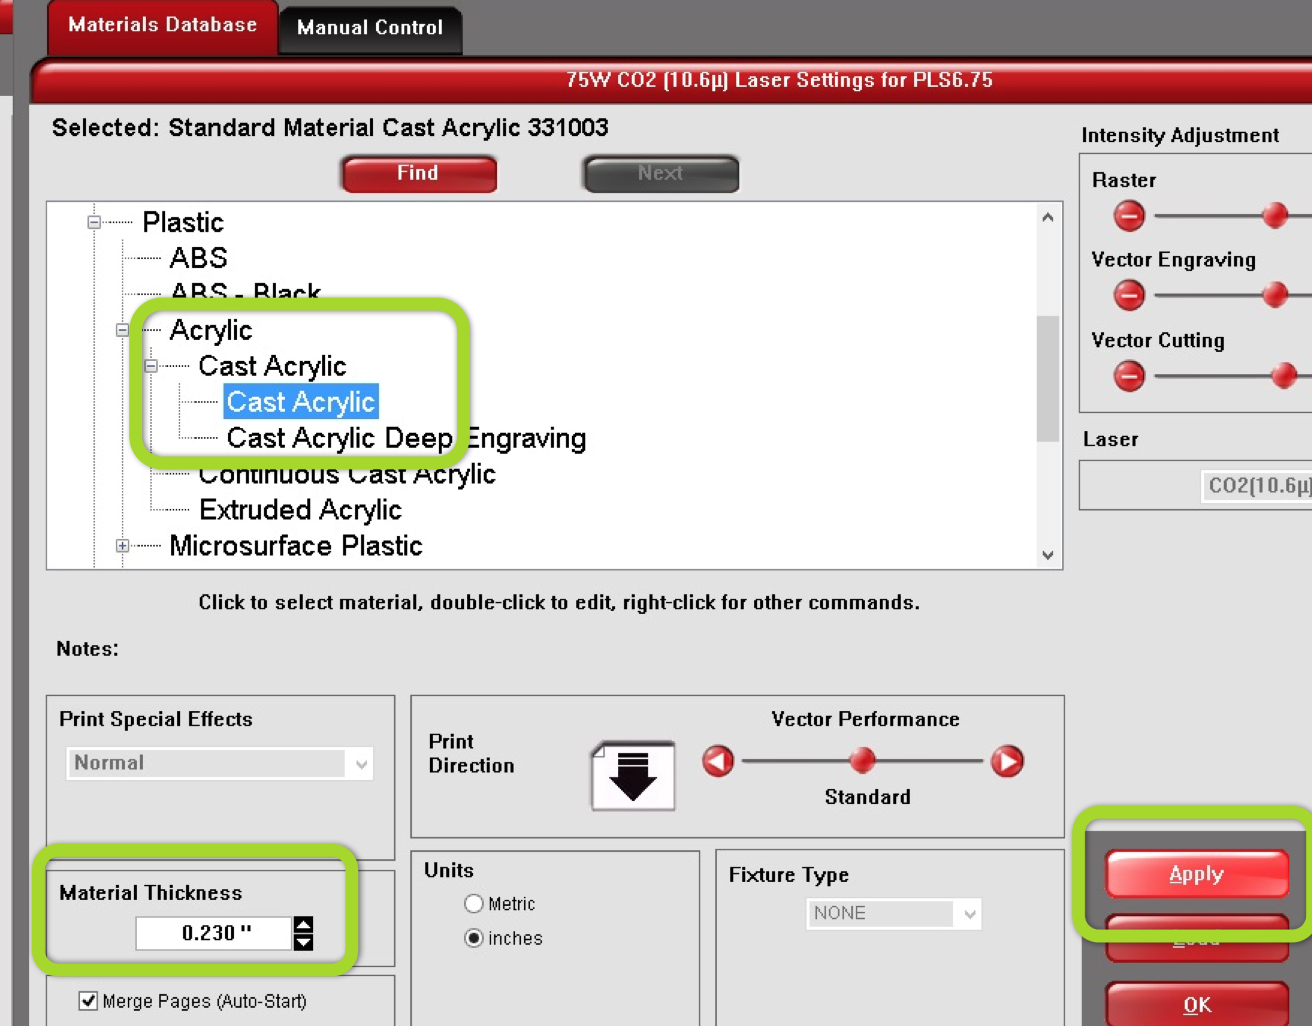 Materials Database
Manual Control
75W CO2 (10.6µ) Laser Settings for PLS6.75
Selected: Standard Material Cast Acrylic 331003
Find
Next
Plastic
ABS
ABS - Black
Acrylic
Cast Acrylic
Cast Acrylic
Cast Acrylic Deep Engraving
Continuous Cast Acrylic
Extruded Acrylic
Microsurface Plastic
Click to select material, double-click to edit, right-click for other commands.
Notes:
Intensity Adjustment
Raster
Vector Engraving
Vector Cutting
Laser
CO2(10.6µ)
Print Special Effects
Normal
Print
Direction
Vector Performance
Standard
Material Thickness
0.230 "
Merge Pages (Auto-Start)
Units
Metric
inches
Fixture Type
NONE
Apply
Load
OK